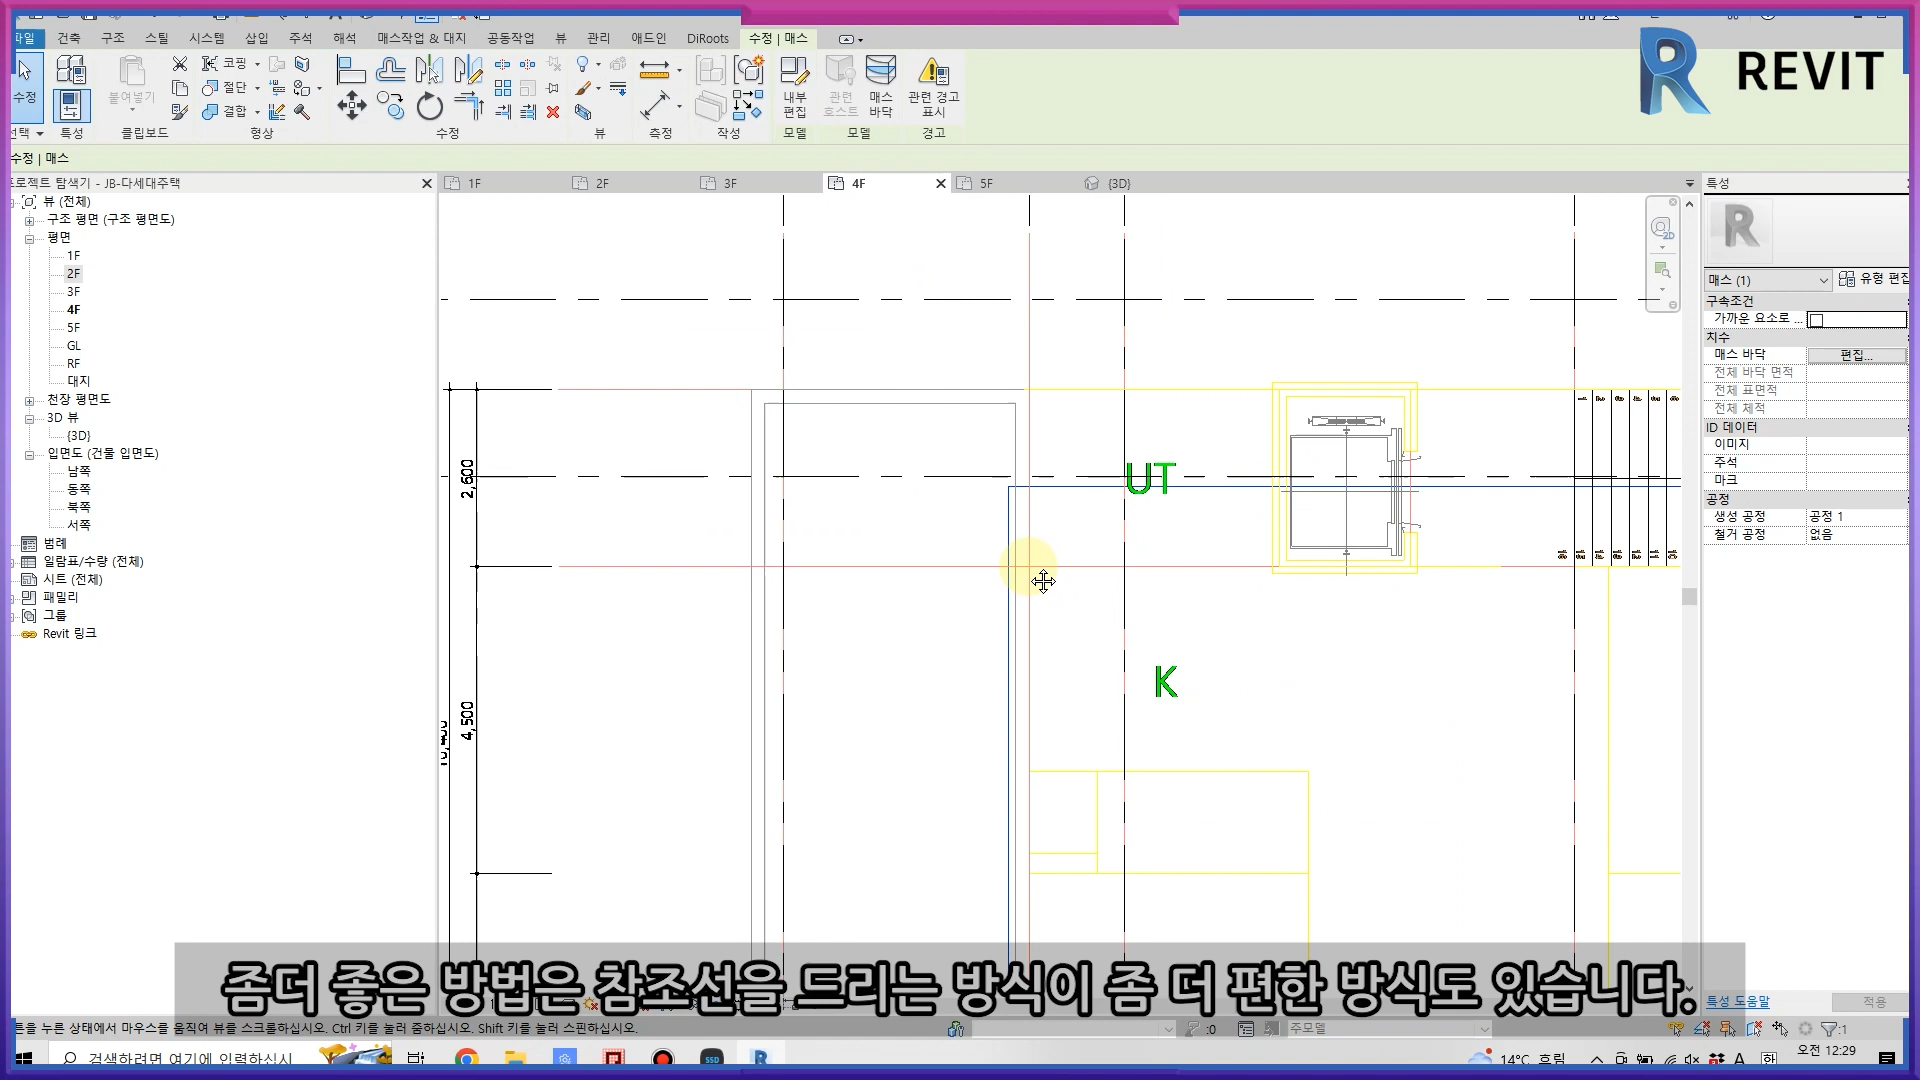 REVIT
파일 건축 구조 스틸 시스템 삽입 주석 해석 매스작업 & 대지 공동작업 뷰 관리 애드인 DiRoots 수정 | 매스
수정 붙여넣기 코핑 절단 결합 내부 편집 관련 호스트 매스 바닥 관련 경고 표시
선택 특성 클립보드 형상 수정 뷰 측정 작성 모델 모델 경고
수정 | 매스
프로젝트 탐색기 - JB-다세대주택
1F 2F 3F 4F 5F {3D}
뷰 (전체)
구조 평면 (구조 평면도)
평면
1F
2F
3F
4F
5F
GL
RF
대지
천장 평면도
3D 뷰
{3D}
입면도 (건물 입면도)
남쪽
동쪽
북쪽
서쪽
범례
일람표/수량 (전체)
시트 (전체)
패밀리
그룹
Revit 링크
2,600
4,500
UT
K
2D
특성
매스 (1) 유형 편집
구속조건
가까운 요소로 ...
치수
매스 바닥 편집...
전체 바닥 면적
전체 표면적
전체 체적
ID 데이터
이미지
주석
마크
공정
생성 공정 공정 1
철거 공정 없음
특성 도움말 적용
좀더 좋은 방법은 참조선을 드리는 방식이 좀 더 편한 방식도 있습니다.
튼을 누른 상태에서 마우스를 움직여 뷰를 스크롤하십시오. Ctrl 키를 눌러 줌하십시오. Shift 키를 눌러 스핀하십시오.
:0 주모델 :1
검색하려면 여기에 입력하십시 SSD 14°C 흐림 A 한 오전 12:29